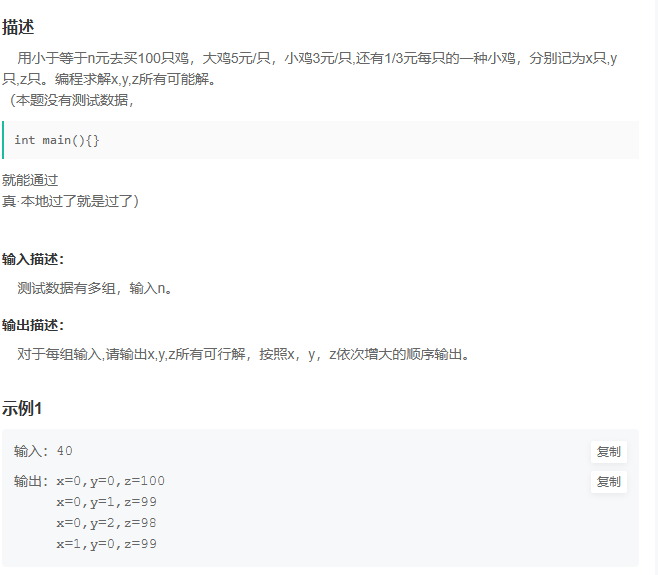 描述
用小于等于n元去买100只鸡，大鸡5元/只，小鸡3元/只,还有1/3元每只的一种小鸡，分别记为x只,y
只,z只。编程求解x,y,z所有可能解。
（本题没有测试数据，
int main(){}
就能通过
真·本地过了就是过了）
输入描述：
测试数据有多组，输入n。
输出描述：
对于每组输入,请输出x,y,z所有可行解，按照x，y，z依次增大的顺序输出。
示例1
输入：40 复制
输出：x=0,y=0,z=100 复制
x=0,y=1,z=99
x=0,y=2,z=98
x=1,y=0,z=99